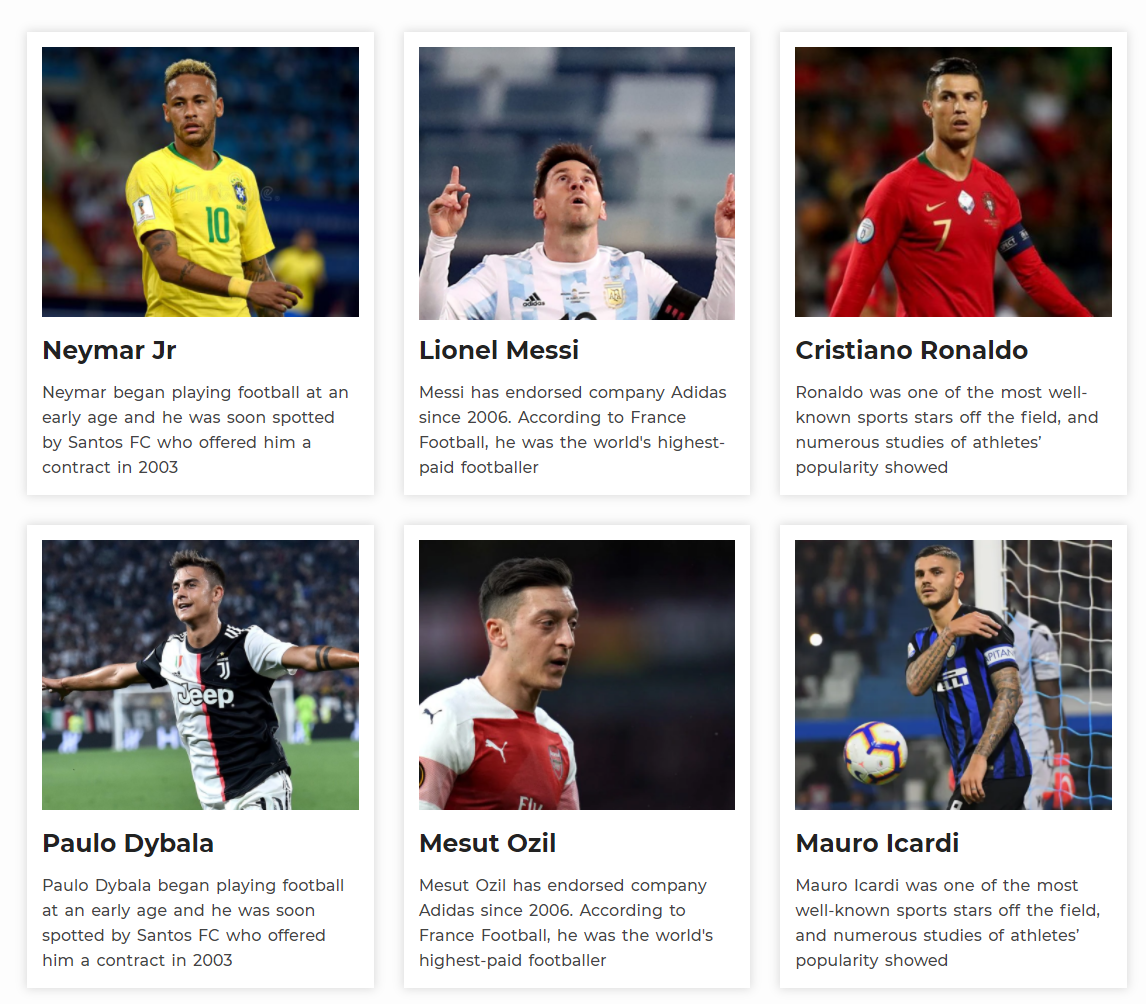 10
adidas
7
Neymar Jr
Lionel Messi
Cristiano Ronaldo
Neymar began playing football at an
early age and he was soon spotted
by Santos FC who offered him a
contract in 2003
Messi has endorsed company Adidas
since 2006. According to France
Football, he was the world's highest-
paid footballer
Ronaldo was one of the most well-
known sports stars off the field, and
numerous studies of athletes’
popularity showed
Jeep
Paulo Dybala
Mesut Ozil
Mauro Icardi
Paulo Dybala began playing football
at an early age and he was soon
spotted by Santos FC who offered
him a contract in 2003
Mesut Ozil has endorsed company
Adidas since 2006. According to
France Football, he was the world's
highest-paid footballer
Mauro Icardi was one of the most
well-known sports stars off the field,
and numerous studies of athletes’
popularity showed